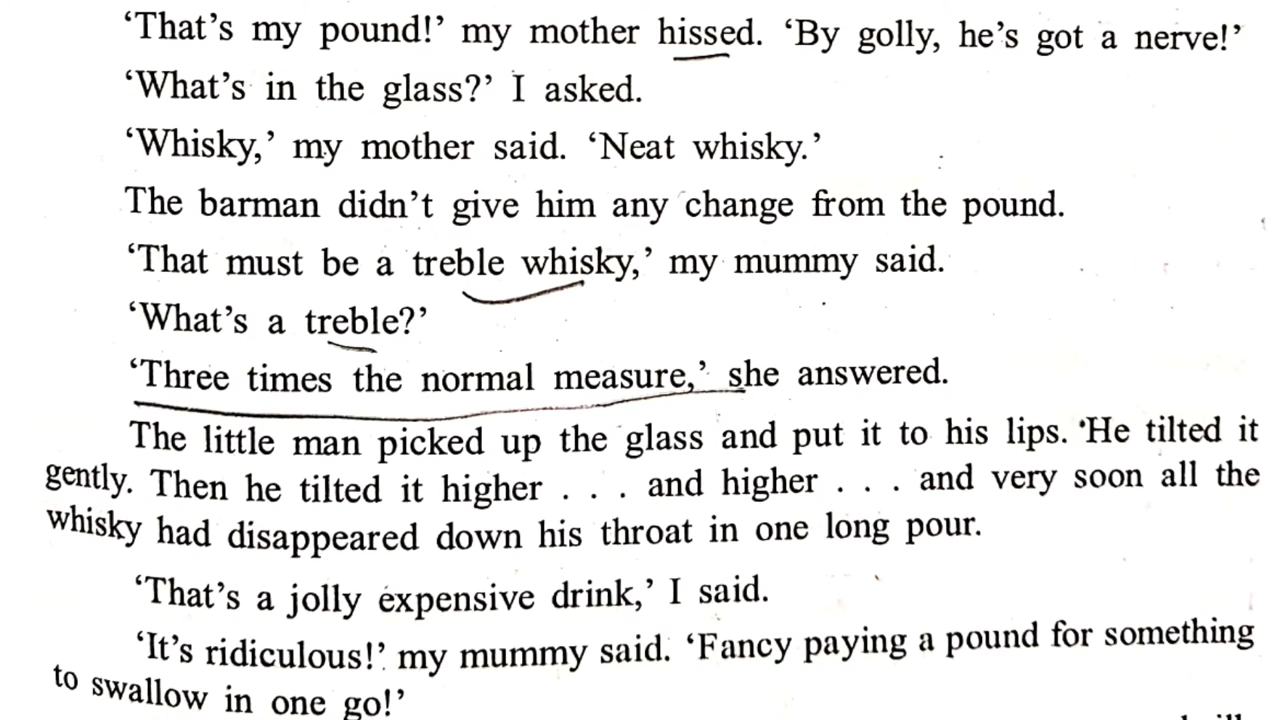 ‘That’s my pound!’ my mother hissed. ‘By golly, he’s got a nerve!’
‘What’s in the glass?’ I asked.
‘Whisky,’ my mother said. ‘Neat whisky.’
The barman didn’t give him any change from the pound.
‘That must be a treble whisky,’ my mummy said.
‘What’s a treble?’
‘Three times the normal measure,’ she answered.
The little man picked up the glass and put it to his lips. He tilted it
gently. Then he tilted it higher . . . and higher . . . and very soon all the
whisky had disappeared down his throat in one long pour.
‘That’s a jolly expensive drink,’ I said.
‘It’s ridiculous!’ my mummy said. ‘Fancy paying a pound for something
to swallow in one go!’